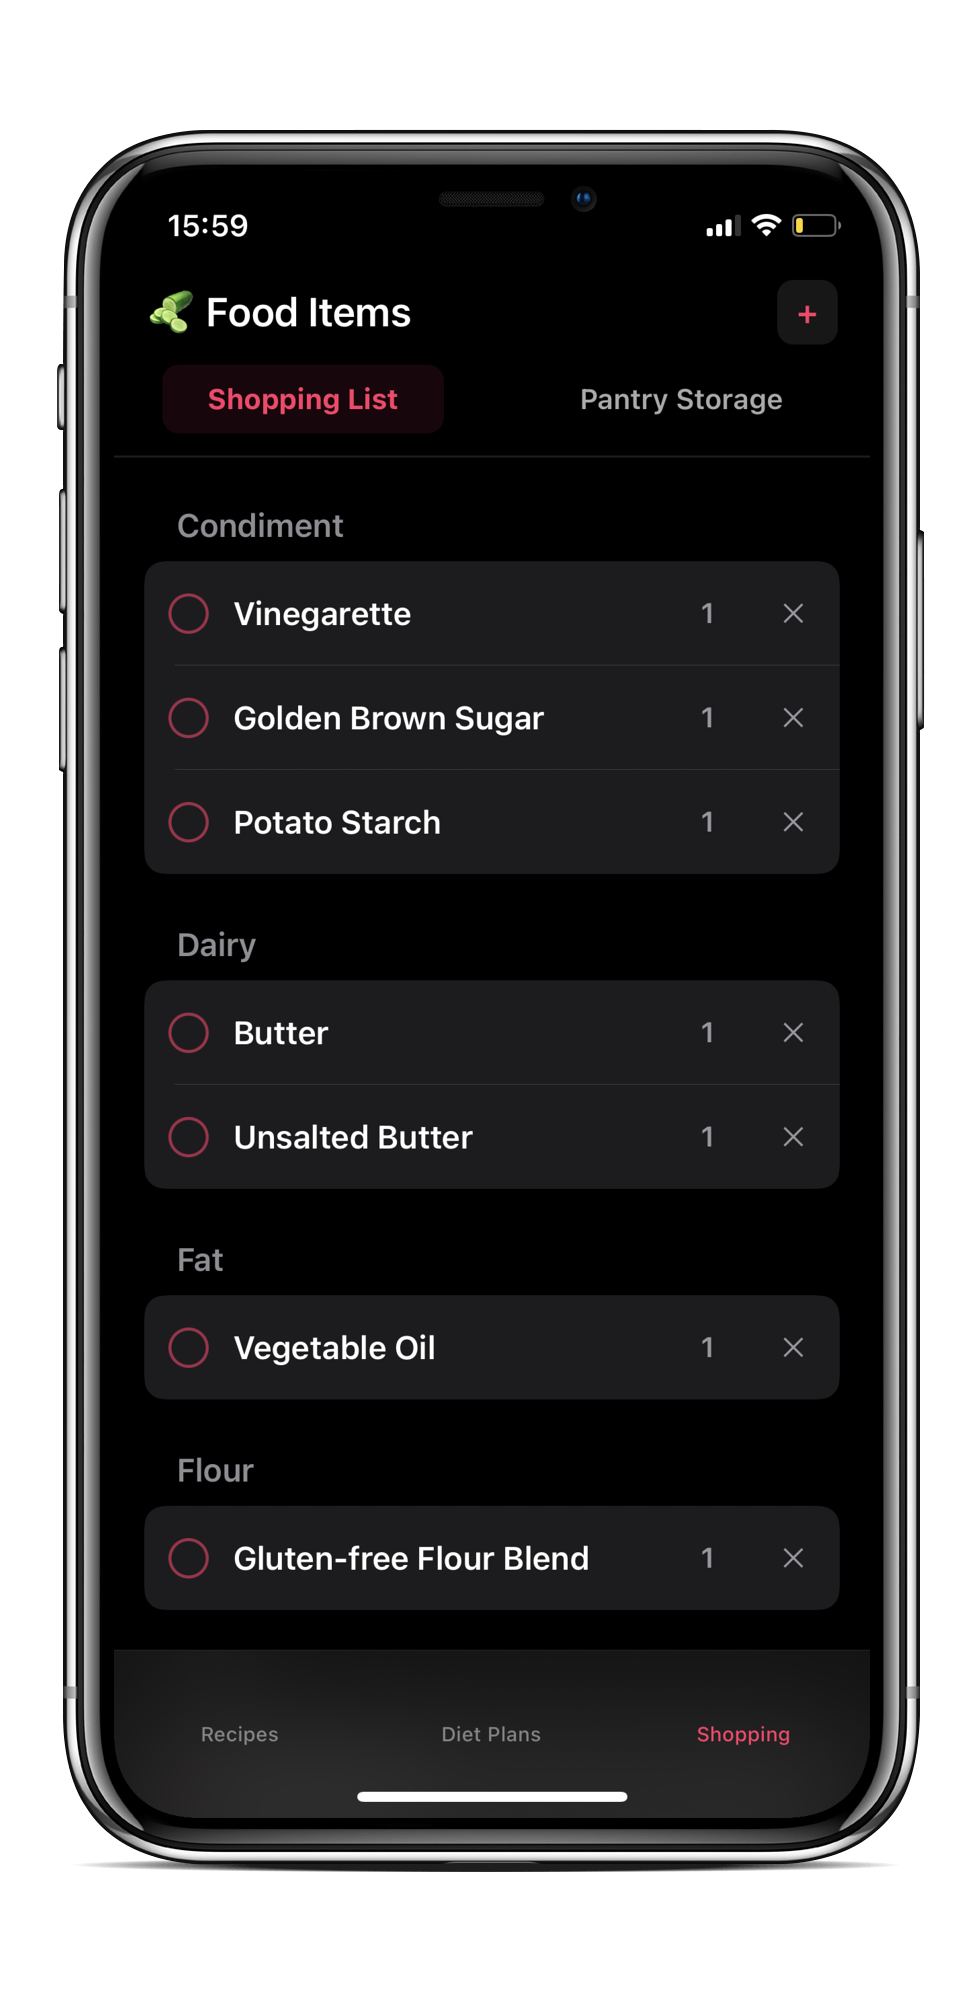 15:59
Food Items
+
Shopping List Pantry Storage
Condiment
Vinegarette 1
Golden Brown Sugar 1
Potato Starch 1
Dairy
Butter 1
Unsalted Butter 1
Fat
Vegetable Oil 1
Flour
Gluten-free Flour Blend 1
Recipes Diet Plans Shopping